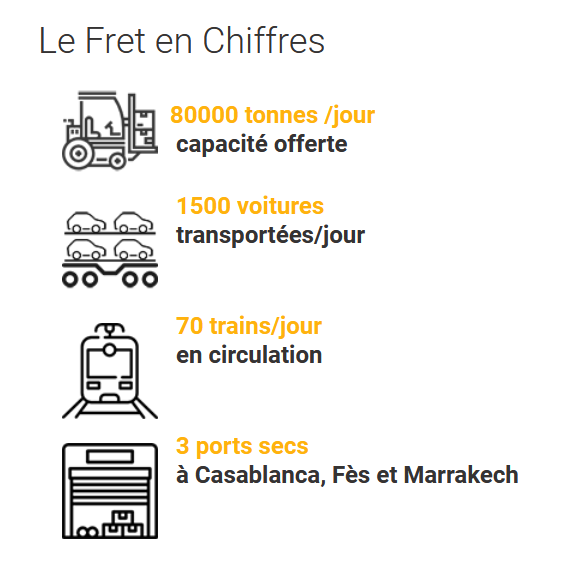 Le Fret en Chiffres
80000 tonnes /jour
capacité offerte
1500 voitures
transportées/jour
70 trains/jour
en circulation
3 ports secs
à Casablanca, Fès et Marrakech